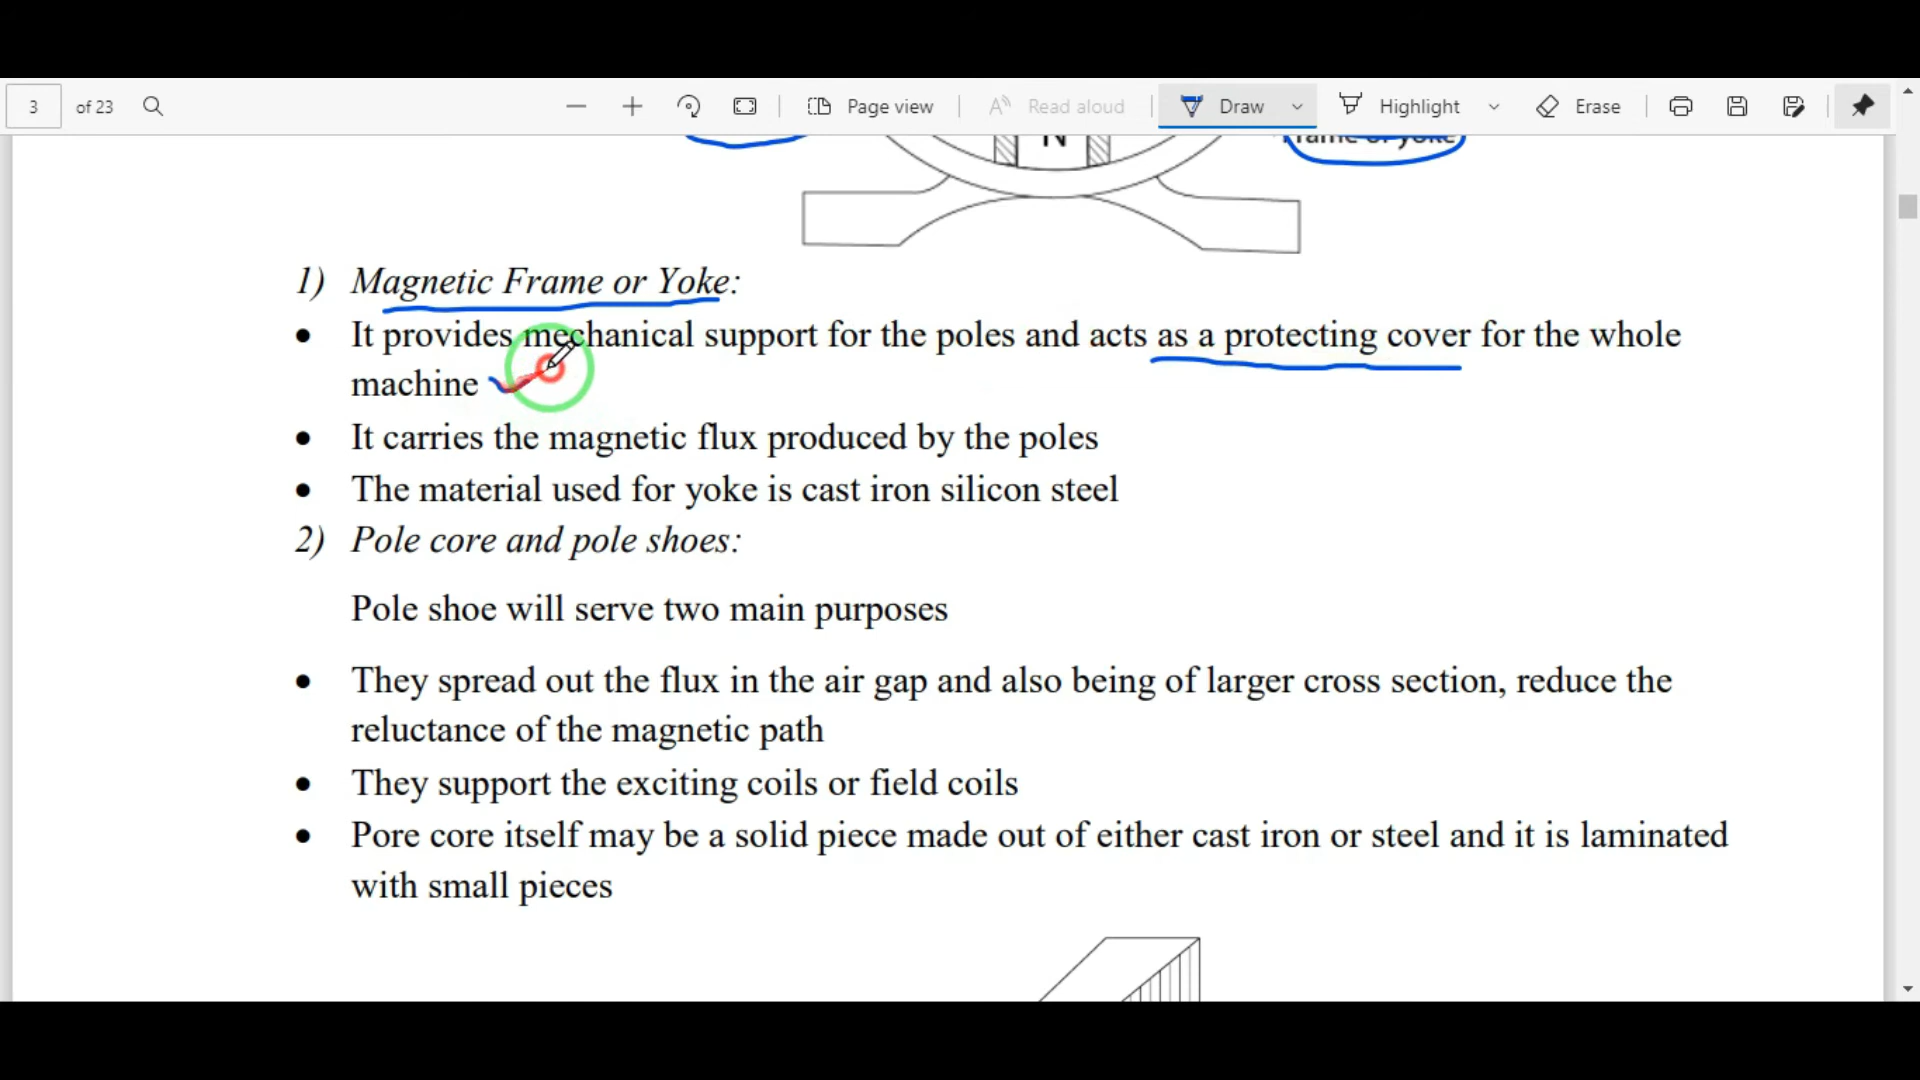 3 of 23 Page view Read aloud Draw Highlight Erase
N
Frame or yoke
1) Magnetic Frame or Yoke:
• It provides mechanical support for the poles and acts as a protecting cover for the whole
machine
• It carries the magnetic flux produced by the poles
• The material used for yoke is cast iron silicon steel
2) Pole core and pole shoes:
Pole shoe will serve two main purposes
• They spread out the flux in the air gap and also being of larger cross section, reduce the
reluctance of the magnetic path
• They support the exciting coils or field coils
• Pore core itself may be a solid piece made out of either cast iron or steel and it is laminated
with small pieces